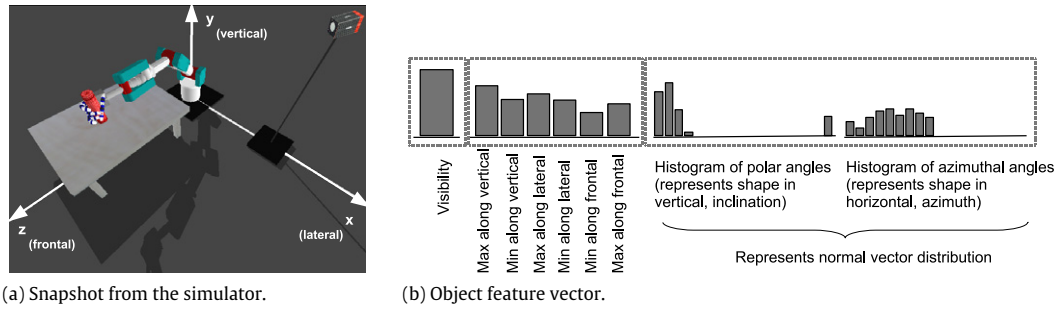 y
(vertical)
x
(lateral)
z
(frontal)
(a) Snapshot from the simulator.
Visibility
Max along vertical
Min along vertical
Max along lateral
Min along lateral
Min along frontal
Max along frontal
Histogram of polar angles
(represents shape in
vertical, inclination)
Histogram of azimuthal angles
(represents shape in
horizontal, azimuth)
Represents normal vector distribution
(b) Object feature vector.